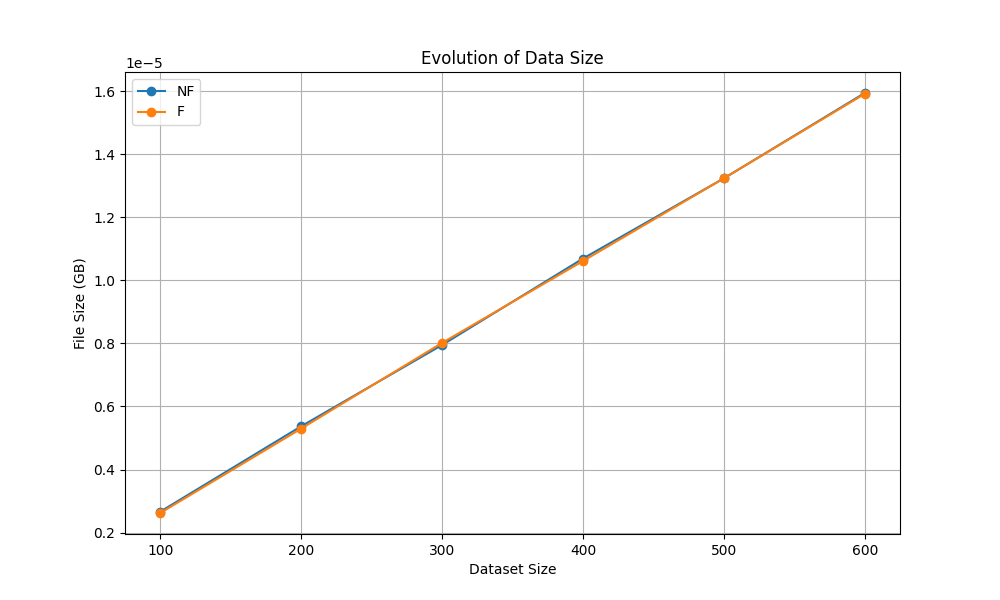 Evolution of Data Size
1e−5
NF
F
1.6
1.4
1.2
1.0
0.8
0.6
0.4
0.2
File Size (GB)
100 200 300 400 500 600
Dataset Size